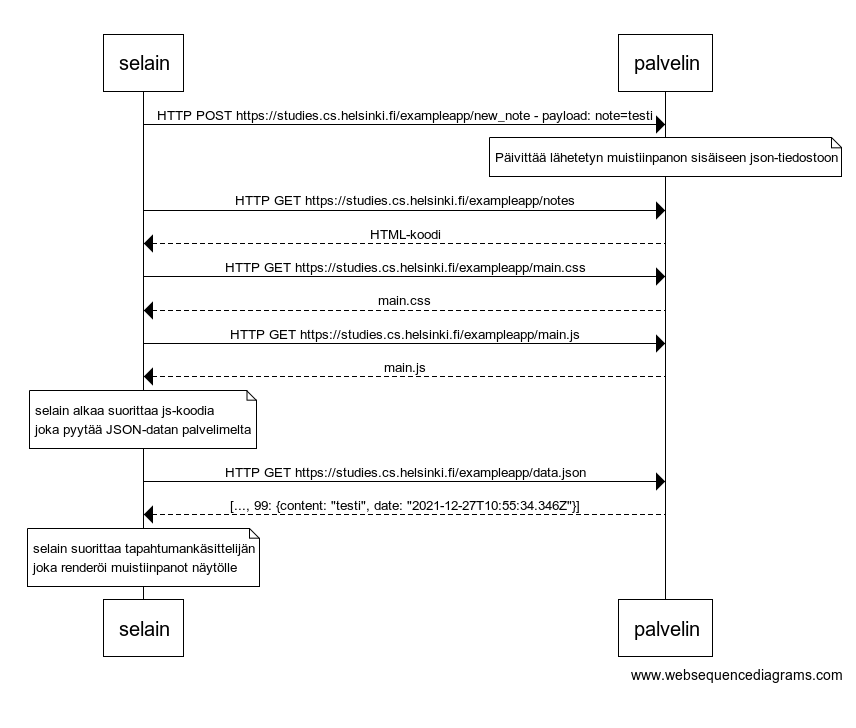 selain
palvelin
HTTP POST https://studies.cs.helsinki.fi/exampleapp/new_note - payload: note=testi
Päivittää lähetetyn muistiinpanon sisäiseen json-tiedostoon
HTTP GET https://studies.cs.helsinki.fi/exampleapp/notes
HTML-koodi
HTTP GET https://studies.cs.helsinki.fi/exampleapp/main.css
main.css
HTTP GET https://studies.cs.helsinki.fi/exampleapp/main.js
main.js
selain alkaa suorittaa js-koodia
joka pyytää JSON-datan palvelimelta
HTTP GET https://studies.cs.helsinki.fi/exampleapp/data.json
[..., 99: {content: "testi", date: "2021-12-27T10:55:34.346Z"}]
selain suorittaa tapahtumankäsittelijän
joka renderöi muistiinpanot näytölle
selain
palvelin
www.websequencediagrams.com